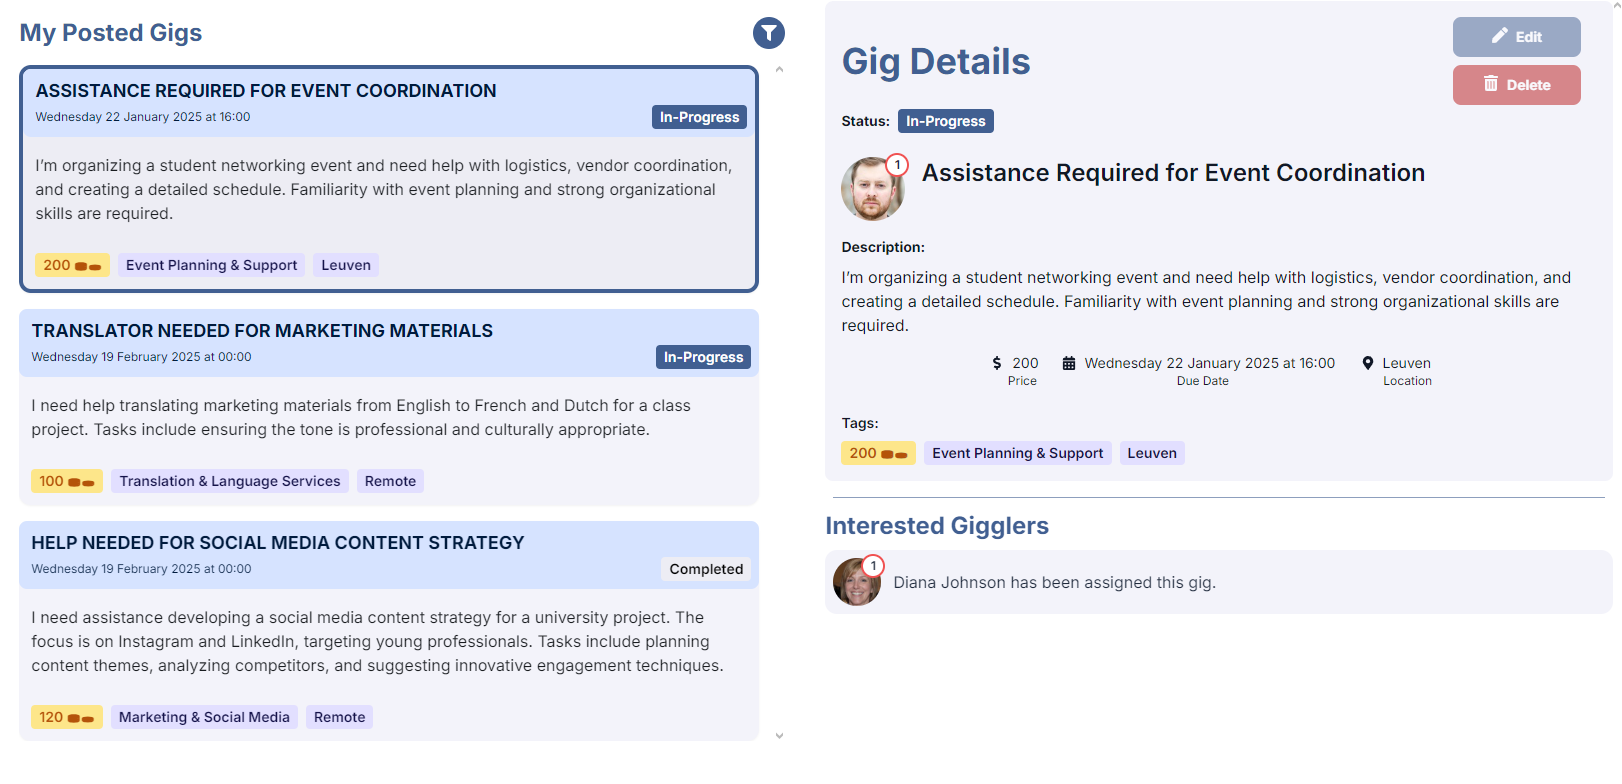 My Posted Gigs
ASSISTANCE REQUIRED FOR EVENT COORDINATION
Wednesday 22 January 2025 at 16:00
In-Progress
I’m organizing a student networking event and need help with logistics, vendor coordination,
and creating a detailed schedule. Familiarity with event planning and strong organizational
skills are required.
200 Event Planning & Support Leuven
TRANSLATOR NEEDED FOR MARKETING MATERIALS
Wednesday 19 February 2025 at 00:00
In-Progress
I need help translating marketing materials from English to French and Dutch for a class
project. Tasks include ensuring the tone is professional and culturally appropriate.
100 Translation & Language Services Remote
HELP NEEDED FOR SOCIAL MEDIA CONTENT STRATEGY
Wednesday 19 February 2025 at 00:00
Completed
I need assistance developing a social media content strategy for a university project. The
focus is on Instagram and LinkedIn, targeting young professionals. Tasks include planning
content themes, analyzing competitors, and suggesting innovative engagement techniques.
120 Marketing & Social Media Remote
Edit
Gig Details
Delete
Status: In-Progress
1
Assistance Required for Event Coordination
Description:
I’m organizing a student networking event and need help with logistics, vendor coordination, and
creating a detailed schedule. Familiarity with event planning and strong organizational skills are
required.
$ 200 Wednesday 22 January 2025 at 16:00 Leuven
Price Due Date Location
Tags:
200 Event Planning & Support Leuven
Interested Gigglers
1
Diana Johnson has been assigned this gig.